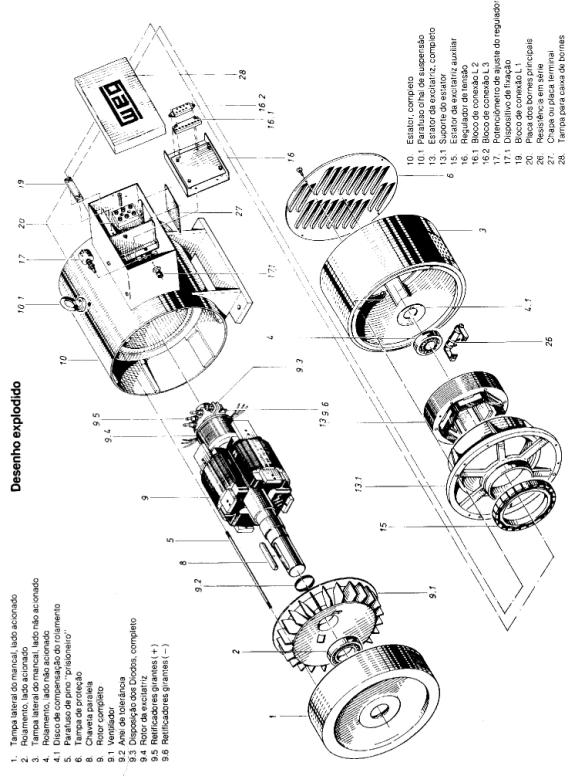 Desenho explodido
1. Tampa lateral do mancal, lado acionado
2. Rolamento, lado acionado
3. Tampa lateral do mancal, lado não acionado
4. Rolamento, lado não acionado
4.1 Disco de compensação do rolamento
5. Parafuso de pino "prisioneiro"
6. Tampa de proteção
8. Chaveta paralela
9. Rotor completo
9.1 Ventilador
9.2 Anel de tolerância
9.3 Disposição dos Diodos, completo
9.4 Rotor da excitatriz
9.5 Retificadores girantes (+)
9.6 Retificadores girantes (-)
10. Estator, completo
10.1 Parafuso olhal de suspensão
13. Estator da excitatriz, completo
13.1 Suporte do estator
15. Estator da excitatriz auxiliar
16. Regulador de tensão
16.1 Bloco de conexão L 2
16.2 Bloco de conexão L 3
17. Potenciômetro de ajuste do regulador
17.1 Dispositivo de fixação
19. Bloco de conexão L 1
20 Placa dos bornes principais
26. Resistência em série
27. Chapa ou placa terminal
28. Tampa para caixa de bornes
WEG
28
16.2
16.1
16
19
20
27
17
17.1
10.1
10
6
3
4.1
4
26
9.3
9.5
9.4
9.6
13
9.6
13.1
15
9
5
8
9.2
9.1
2
1